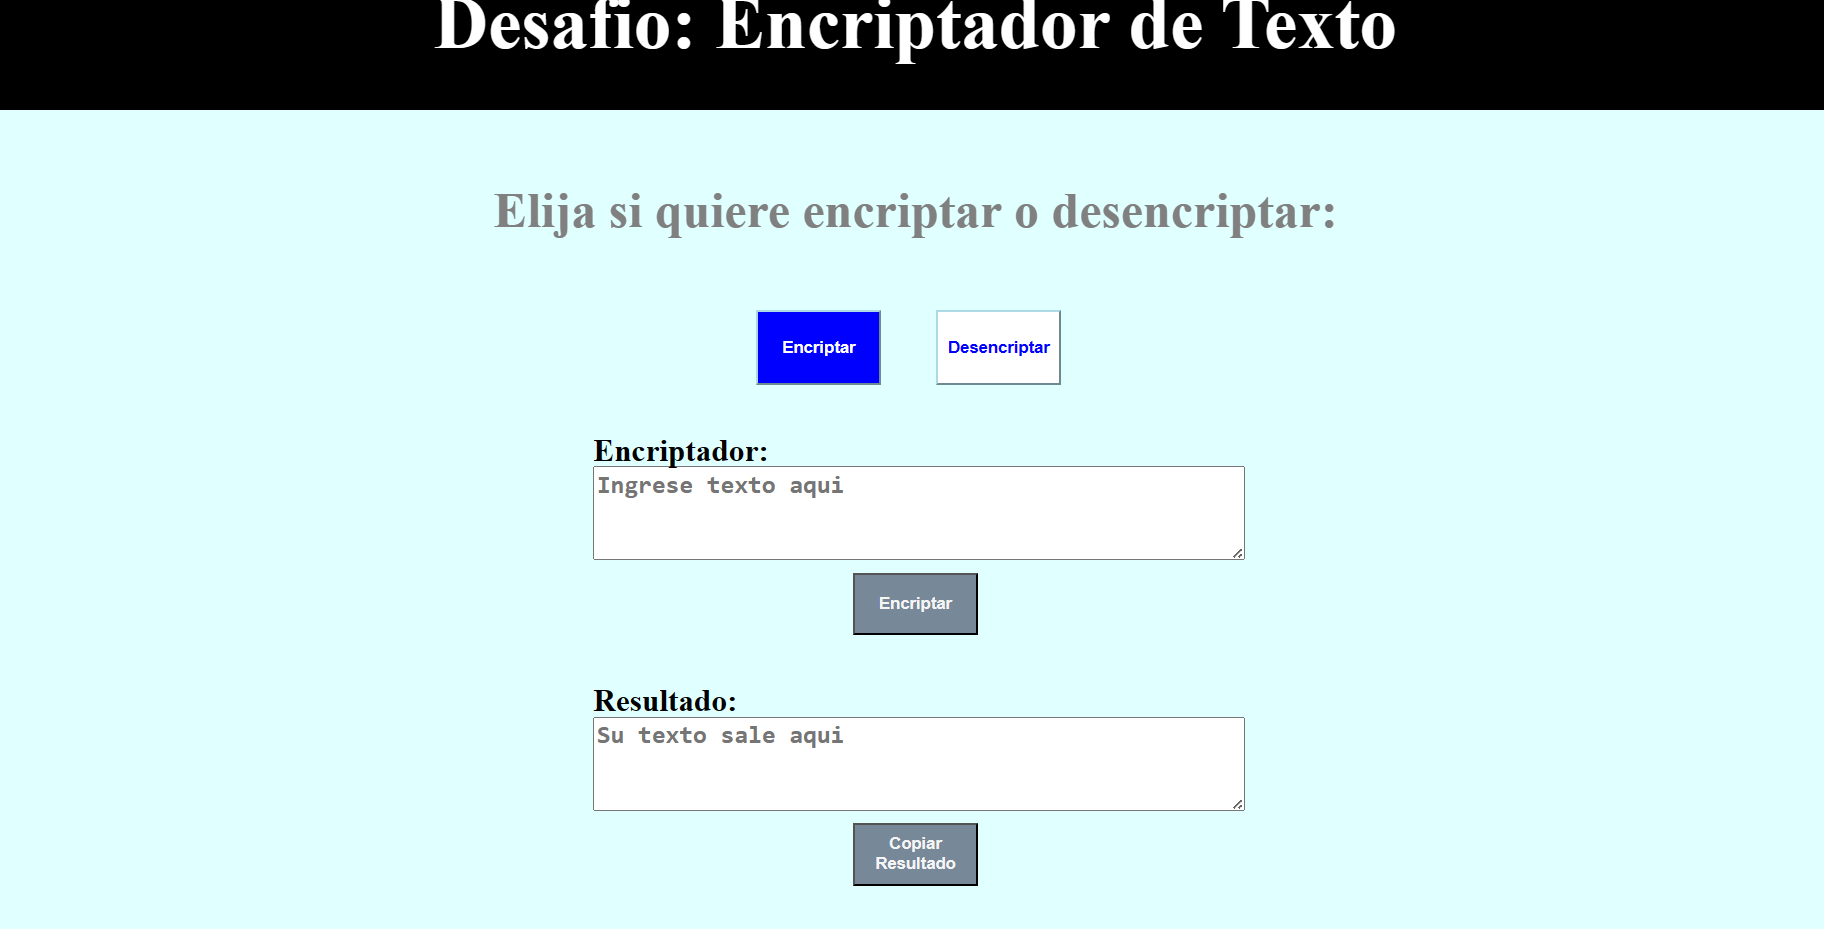 Desafio: Encriptador de Texto
Elija si quiere encriptar o desencriptar:
Encriptar
Desencriptar
Encriptador:
Ingrese texto aqui
Encriptar
Resultado:
Su texto sale aqui
Copiar
Resultado